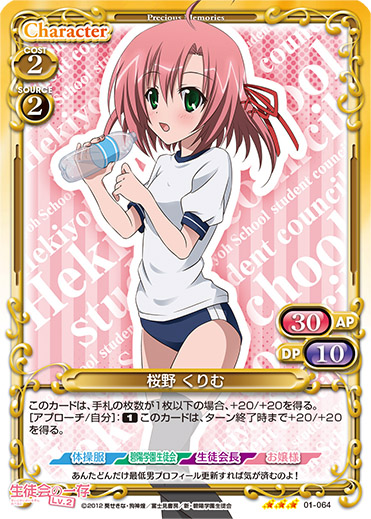 Precious Memories
Character
COST
2
SOURCE
2
Hekiyoh School student council
30 AP
DP 10
桜野 くりむ
このカードは、手札の枚数が1枚以下の場合、+20/+20を得る。
[アプローチ/自分]：1 このカードは、ターン終了時まで+20/+20
を得る。
体操服 碧陽学園生徒会 生徒会長 お嬢様
あんたどんだけ最低男プロフィール更新すれば気が済むのよ！
生徒会の一存
Lv.2
©2012 葵せきな・狗神煌／富士見書房／新・碧陽学園生徒会
01-064